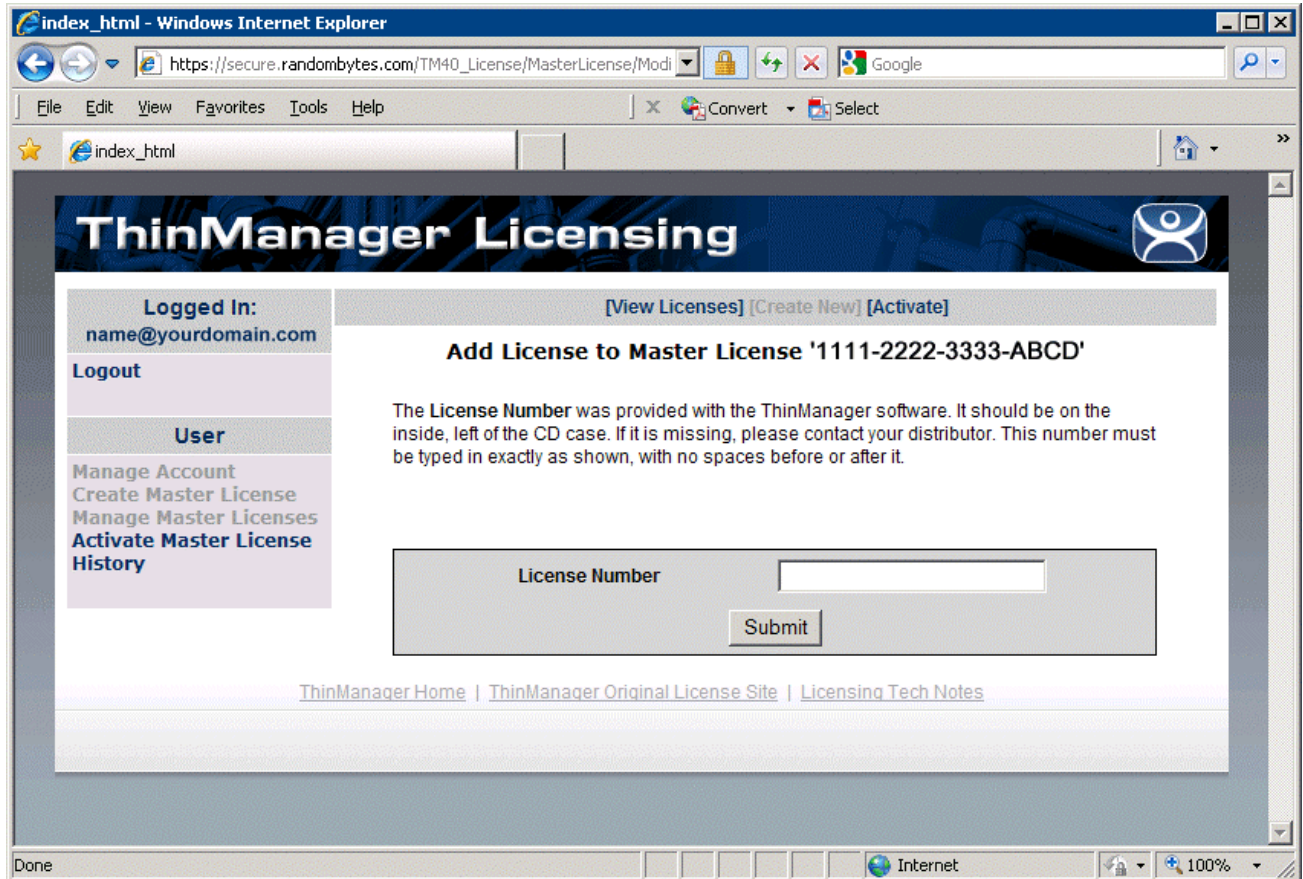 index_html - Windows Internet Explorer
https://secure.randombytes.com/TM40_License/MasterLicense/Modi
Google
File Edit View Favorites Tools Help
x Convert Select
index_html
»
ThinManager Licensing
Logged In:
name@yourdomain.com
Logout
User
Manage Account
Create Master License
Manage Master Licenses
Activate Master License
History
[View Licenses] [Create New] [Activate]
Add License to Master License '1111-2222-3333-ABCD'
The License Number was provided with the ThinManager software. It should be on the
inside, left of the CD case. If it is missing, please contact your distributor. This number must
be typed in exactly as shown, with no spaces before or after it.
License Number
Submit
ThinManager Home | ThinManager Original License Site | Licensing Tech Notes
Done
Internet
100%